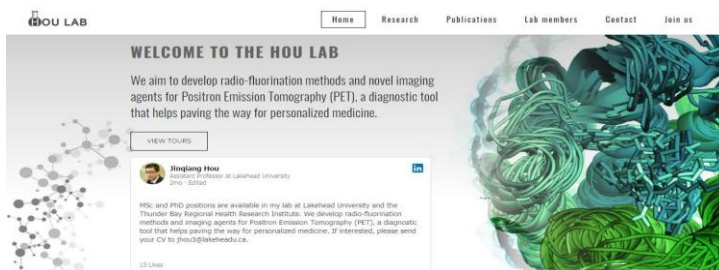 HOU LAB
Home Research Publications Lab members Contact Join us
WELCOME TO THE HOU LAB
We aim to develop radio-fluorination methods and novel imaging
agents for Positron Emission Tomography (PET), a diagnostic tool
that helps paving the way for personalized medicine.
VIEW TOURS
Jinqiang Hou
in
Assistant Professor at Lakehead University
2mo · Edited
MSc and PhD positions are available in my lab at Lakehead University and the
Thunder Bay Regional Health Research Institute. We develop radio-fluorination
methods and imaging agents for Positron Emission Tomography (PET), a diagnostic
tool that helps paving the way for personalized medicine. If interested, please send
your CV to jhou3@lakeheadu.ca.
15 Likes